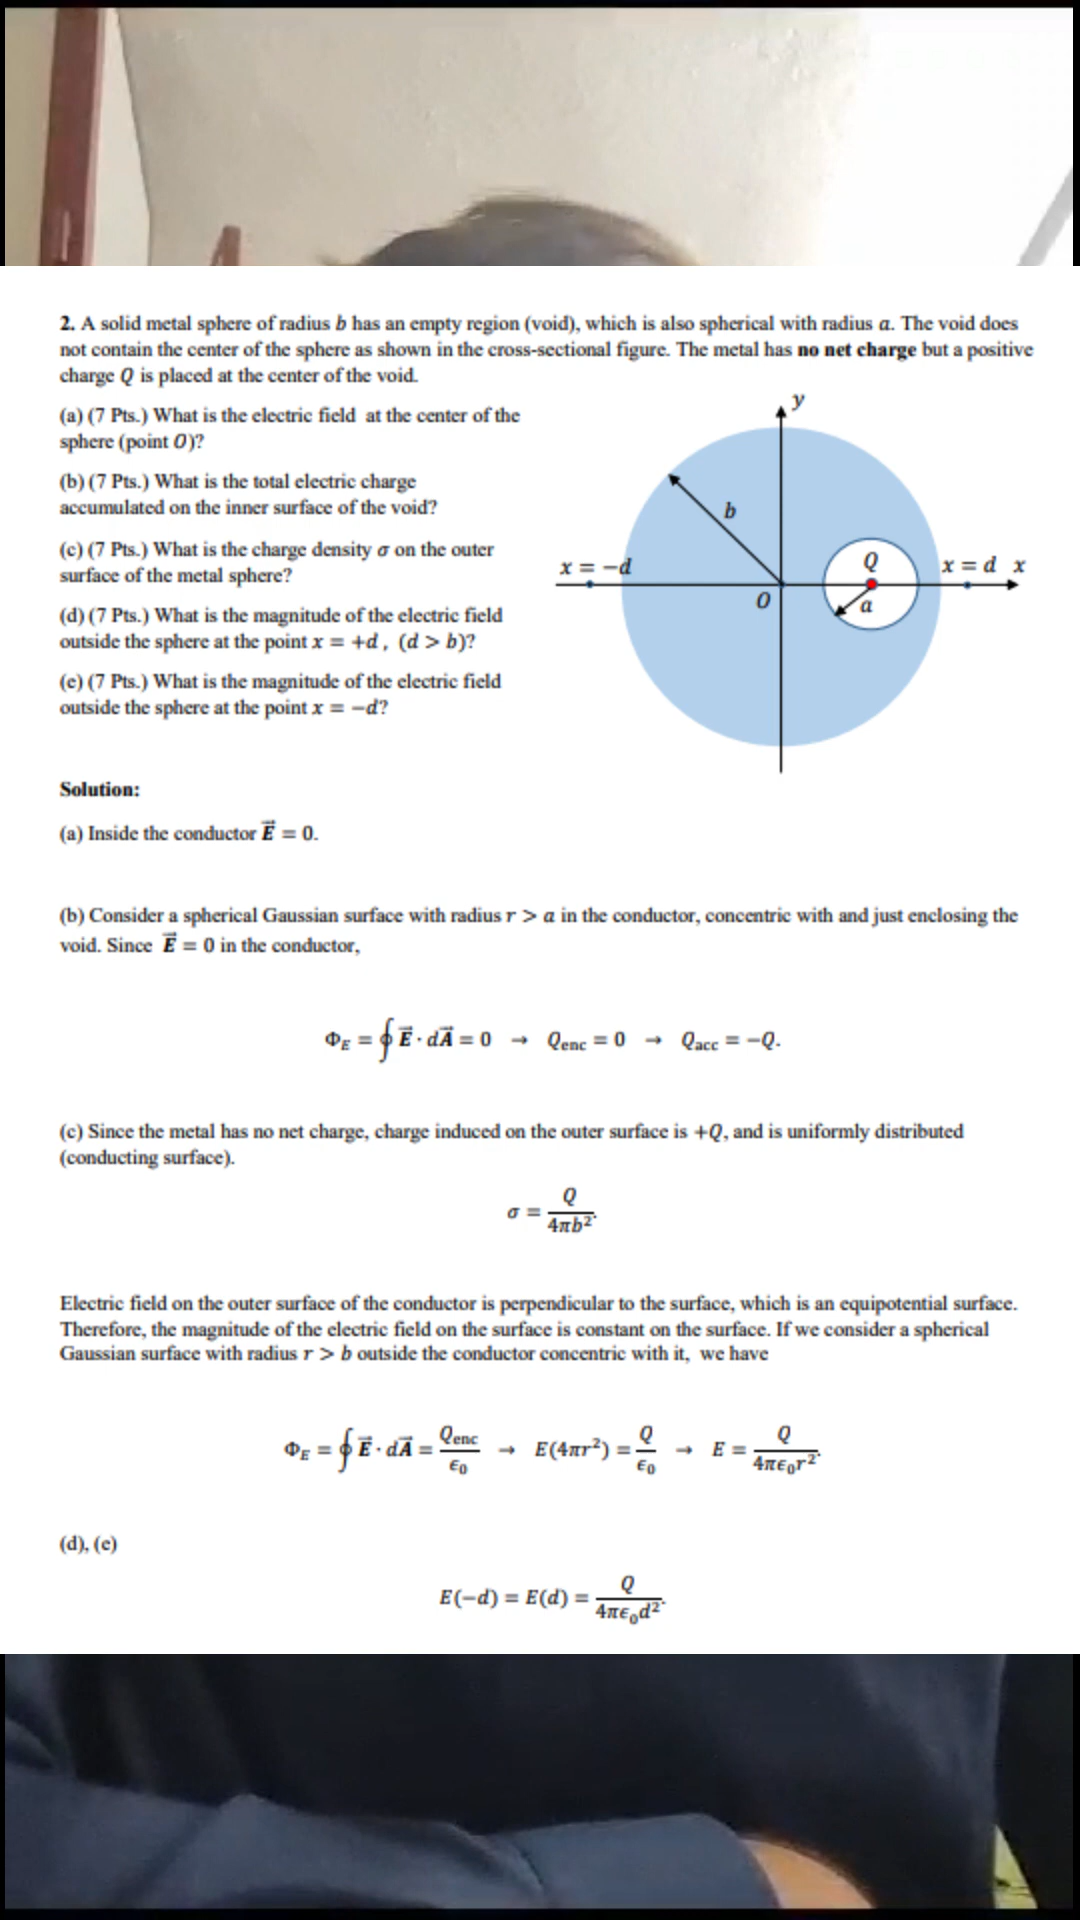 2. A solid metal sphere of radius b has an empty region (void), which is also spherical with radius a. The void does
not contain the center of the sphere as shown in the cross-sectional figure. The metal has no net charge but a positive
charge Q is placed at the center of the void.
(a) (7 Pts.) What is the electric field at the center of the
sphere (point O)?
(b) (7 Pts.) What is the total electric charge
accumulated on the inner surface of the void?
(c) (7 Pts.) What is the charge density σ on the outer
surface of the metal sphere?
(d) (7 Pts.) What is the magnitude of the electric field
outside the sphere at the point x = +d , (d > b)?
(e) (7 Pts.) What is the magnitude of the electric field
outside the sphere at the point x = −d?
y
b
x = −d
Q
x = d x
O
a
Solution:
(a) Inside the conductor E⃗ = 0.
(b) Consider a spherical Gaussian surface with radius r > a in the conductor, concentric with and just enclosing the
void. Since E⃗ = 0 in the conductor,
Φ_E = ∮ E⃗ · dA⃗ = 0 → Q_enc = 0 → Q_acc = −Q.
(c) Since the metal has no net charge, charge induced on the outer surface is +Q, and is uniformly distributed
(conducting surface).
σ = Q / 4πb².
Electric field on the outer surface of the conductor is perpendicular to the surface, which is an equipotential surface.
Therefore, the magnitude of the electric field on the surface is constant on the surface. If we consider a spherical
Gaussian surface with radius r > b outside the conductor concentric with it, we have
Φ_E = ∮ E⃗ · dA⃗ = Q_enc / ϵ₀ → E(4πr²) = Q / ϵ₀ → E = Q / 4πϵ₀r².
(d), (e)
E(−d) = E(d) = Q / 4πϵ₀d².